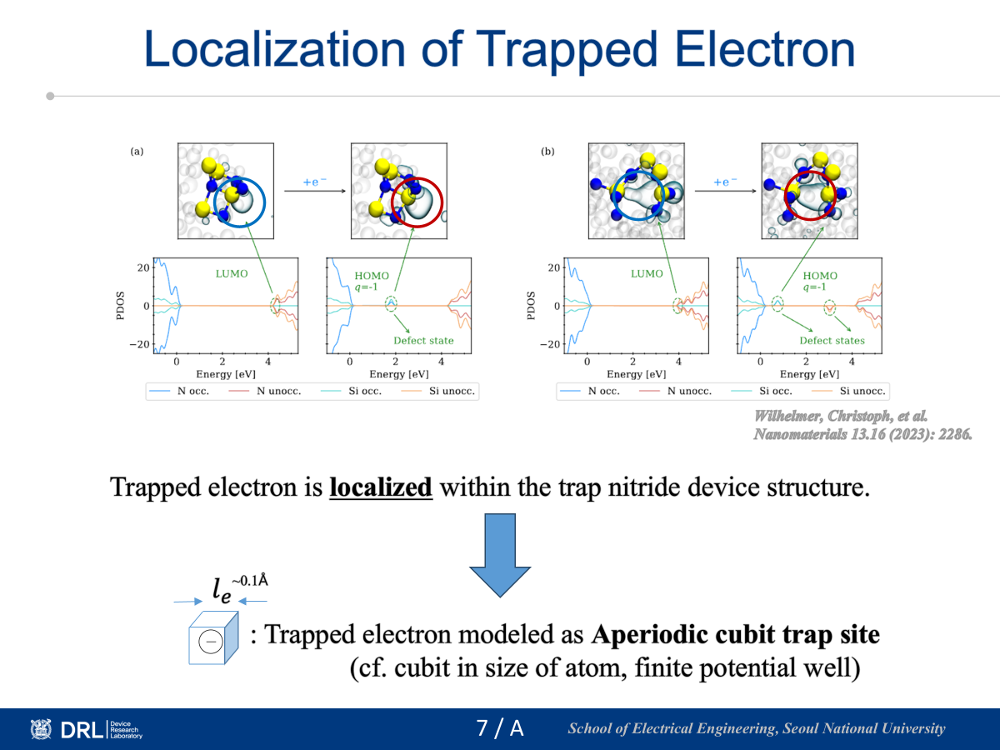 Localization of Trapped Electron
(a)
+e⁻
LUMO
HOMO
q=-1
Defect state
PDOS
20
0
−20
0 2 4
0 2 4
Energy [eV]
Energy [eV]
N occ. N unocc. Si occ. Si unocc.
(b)
+e⁻
LUMO
HOMO
q=-1
Defect states
PDOS
20
0
−20
0 2 4
0 2 4
Energy [eV]
Energy [eV]
N occ. N unocc. Si occ. Si unocc.
Wilhelmer, Christoph, et al.
Nanomaterials 13.16 (2023): 2286.
Trapped electron is localized within the trap nitride device structure.
lₑ ~0.1Å
−
: Trapped electron modeled as Aperiodic cubit trap site
(cf. cubit in size of atom, finite potential well)
DRL Device
Research
Laboratory
7 / A
School of Electrical Engineering, Seoul National University